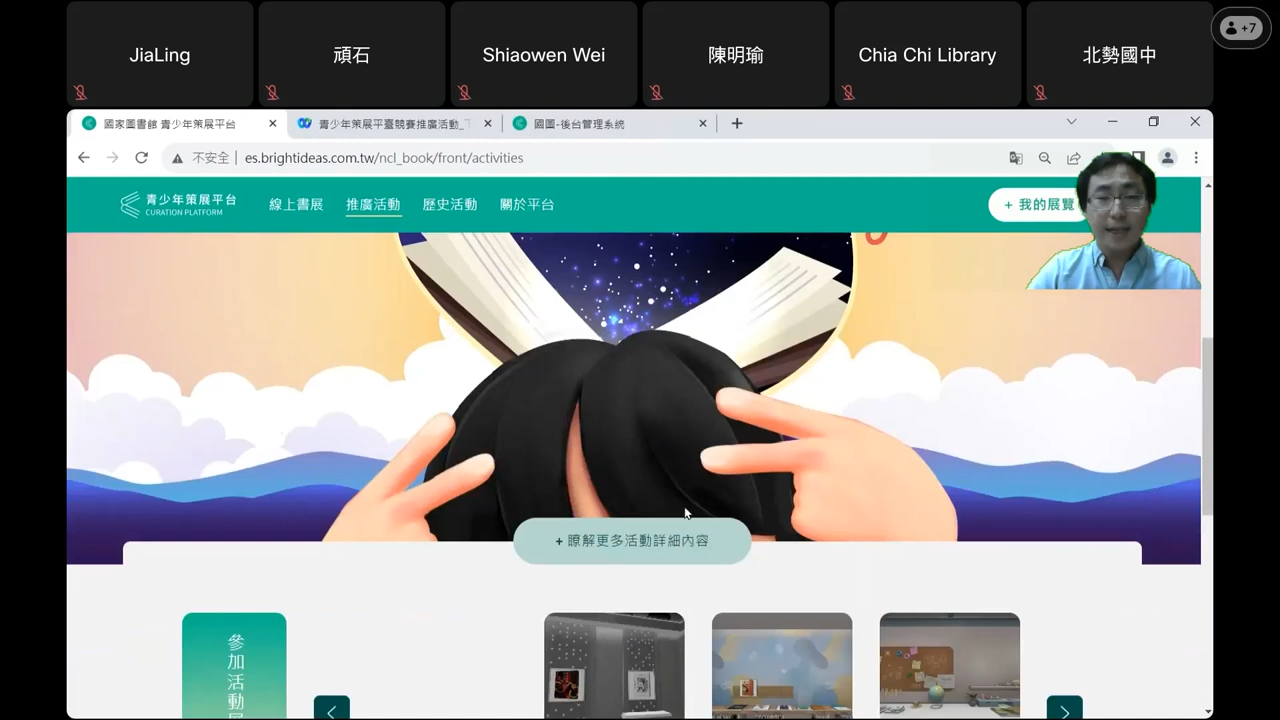 JiaLing
頑石
Shiaowen Wei
陳明瑜
Chia Chi Library
北勢國中
+7
國家圖書館 青少年策展平台
青少年策展平臺競賽推廣活動_
國圖-後台管理系統
不安全
es.brightideas.com.tw/ncl_book/front/activities
青少年策展平台
CURATION PLATFORM
線上書展
推廣活動
歷史活動
關於平台
+ 我的展覽
+ 瞭解更多活動詳細內容
參加活動